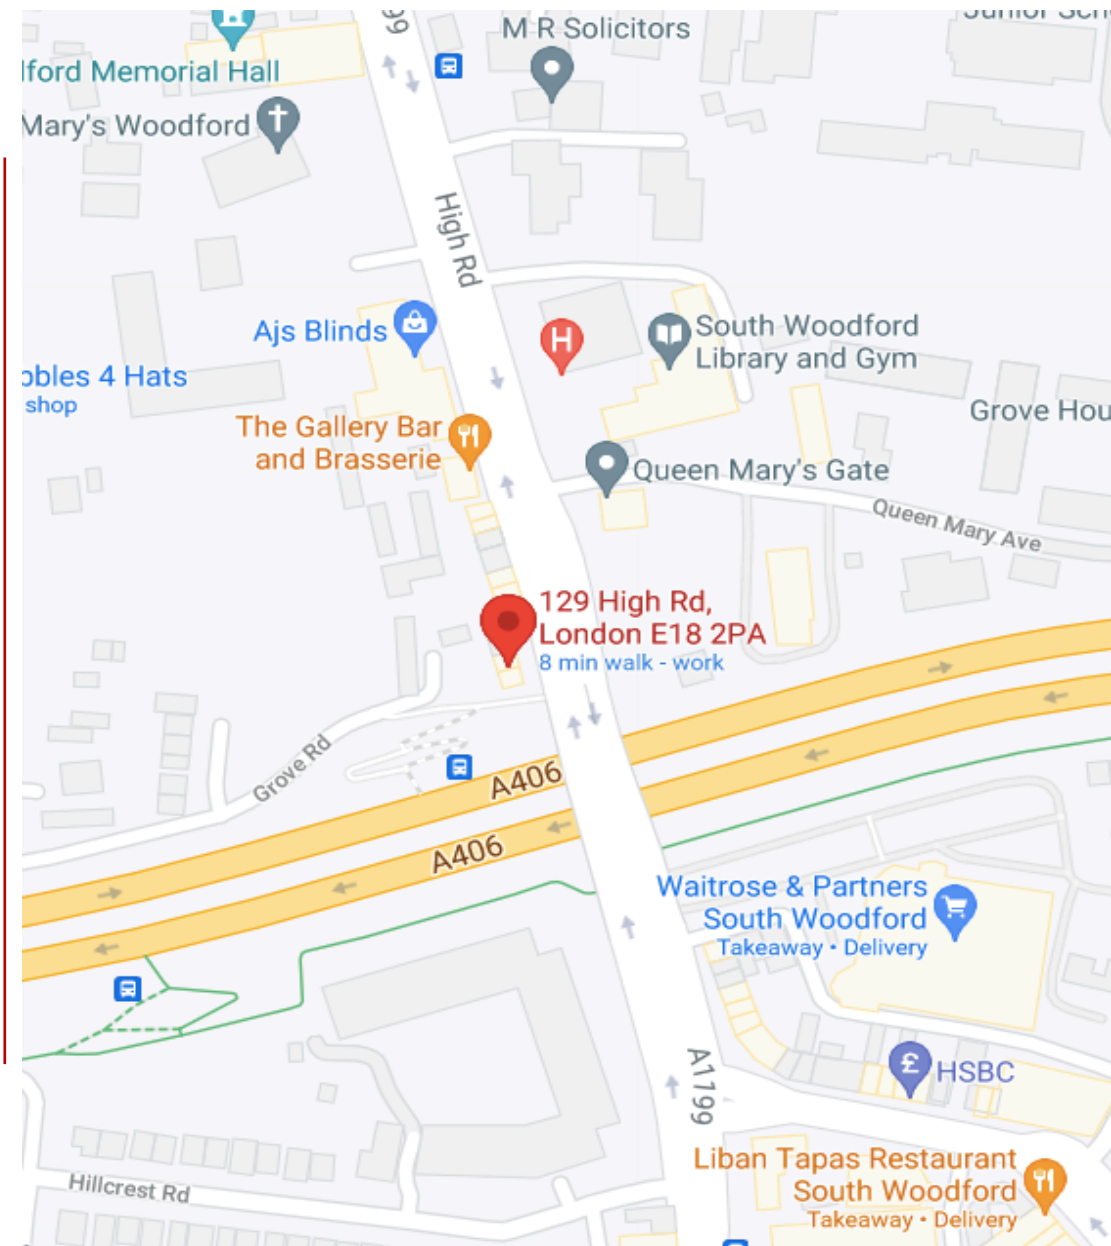 99
M R Solicitors
lford Memorial Hall
Mary's Woodford
High Rd
Ajs Blinds
H
South Woodford
Library and Gym
bbles 4 Hats
shop
Grove Hou
The Gallery Bar
and Brasserie
Queen Mary's Gate
Queen Mary Ave
129 High Rd,
London E18 2PA
8 min walk - work
Grove Rd
A406
A406
Waitrose & Partners
South Woodford
Takeaway • Delivery
A1199
£
HSBC
Liban Tapas Restaurant
South Woodford
Takeaway • Delivery
Hillcrest Rd